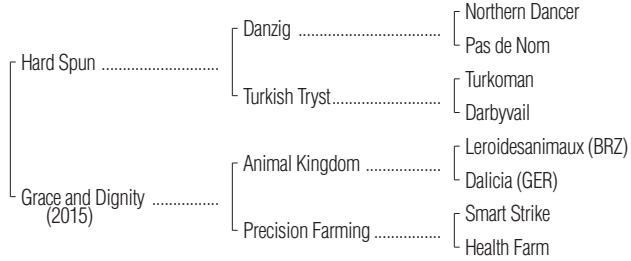 Northern Dancer
Danzig ........................................
Pas de Nom
Hard Spun .................................
Turkoman
Turkish Tryst..............................
Darbyvail
Leroidesanimaux (BRZ)
Animal Kingdom .....................
Dalicia (GER)
Grace and Dignity ...................
(2015)
Smart Strike
Precision Farming ...................
Health Farm